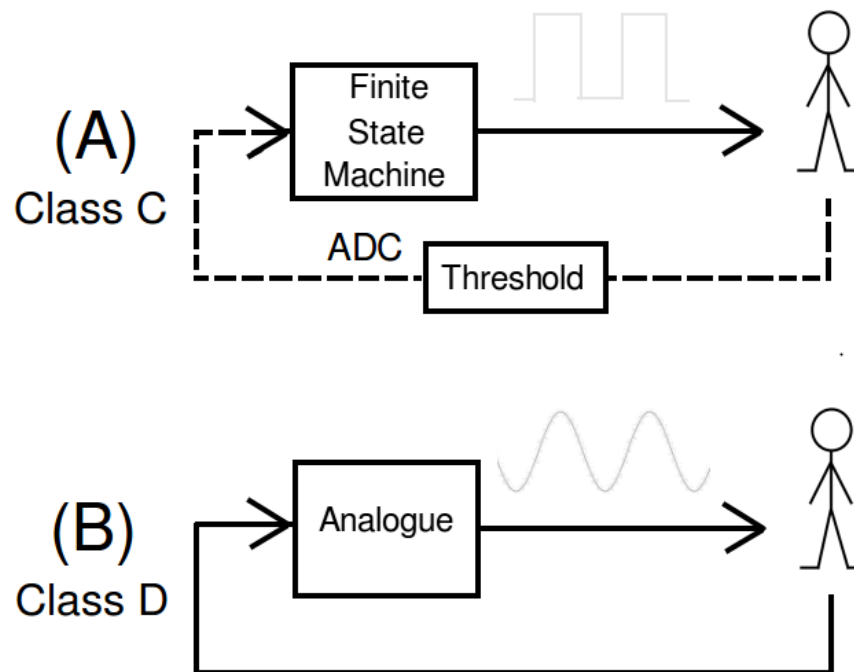 Finite
State
Machine
(A)
Class C
ADC
Threshold
Analogue
(B)
Class D